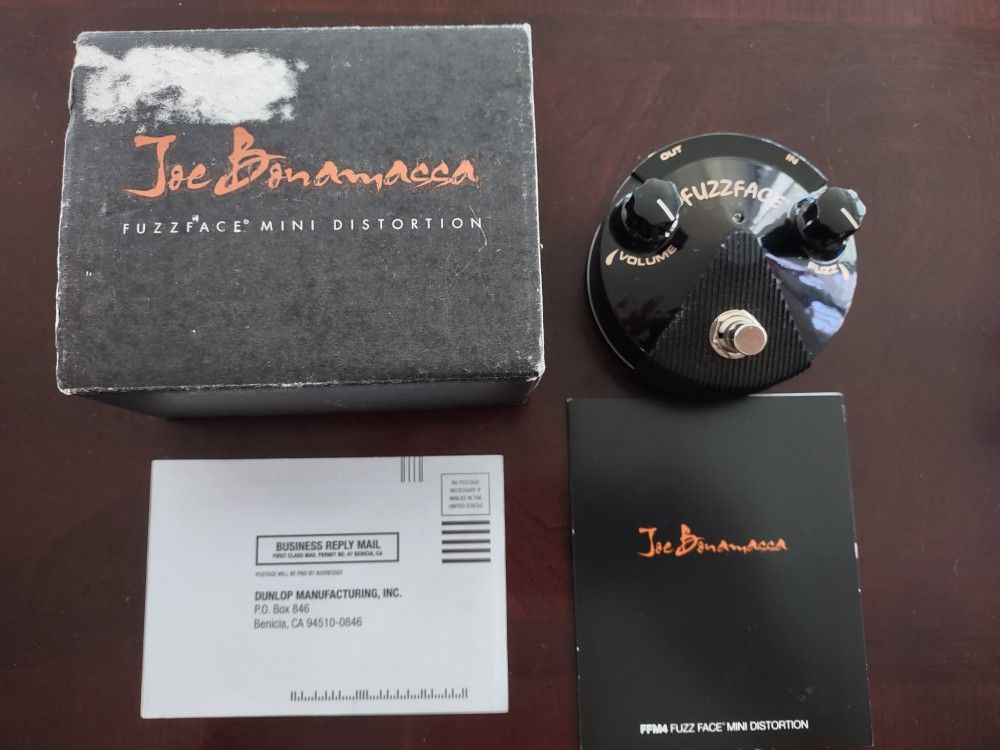 Joe Bonamassa
FUZZFACE® MINI DISTORTION
OUT
IN
FUZZFACE
VOLUME
FUZZ
NO POSTAGE
NECESSARY IF
MAILED IN THE
UNITED STATES
BUSINESS REPLY MAIL
FIRST CLASS MAIL PERMIT NO. 47 BENICIA, CA
POSTAGE WILL BE PAID BY ADDRESSEE
DUNLOP MANUFACTURING, INC.
P.O. Box 846
Benicia, CA 94510-0846
Joe Bonamassa
FFM4 FUZZ FACE® MINI DISTORTION